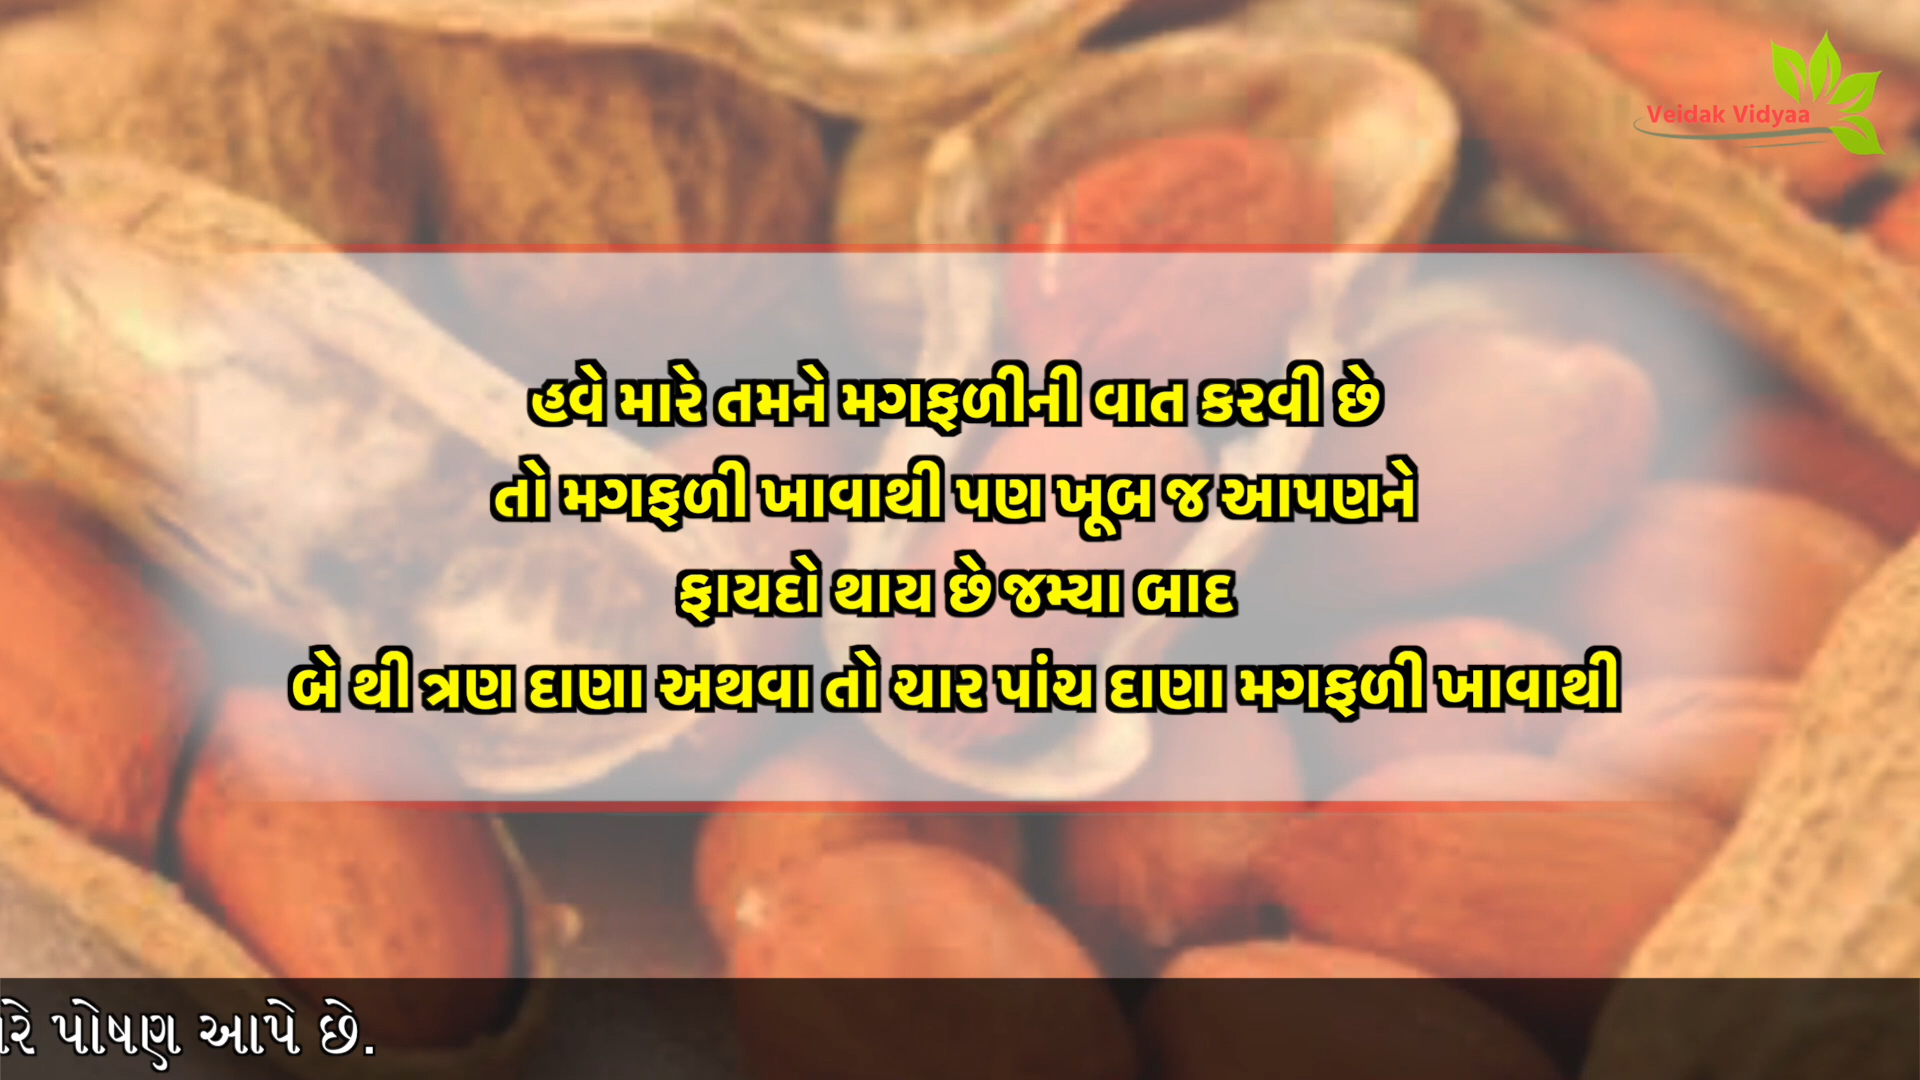 Veidak Vidyaa
હવે મારે તમને મગફળીની વાત કરવી છે
તો મગફળી ખાવાથી પણ ખૂબ જ આપણને
ફાયદો થાય છે જમ્યા બાદ
બે થી ત્રણ દાણા અથવા તો ચાર પાંચ દાણા મગફળી ખાવાથી
પોષણ આપે છે.